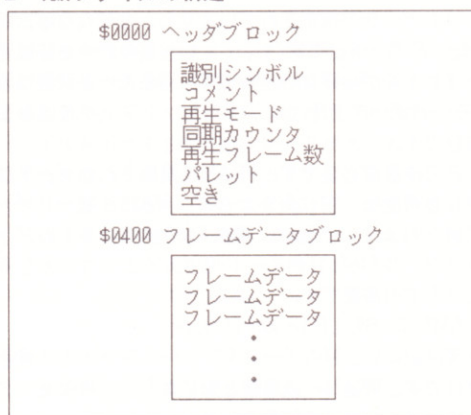 $0000 ヘッダブロック
識別シンボル
コメント
再生モード
同期カウンタ
再生フレーム数
パレット
空き
$0400 フレームデータブロック
フレームデータ
フレームデータ
フレームデータ
・
・
・